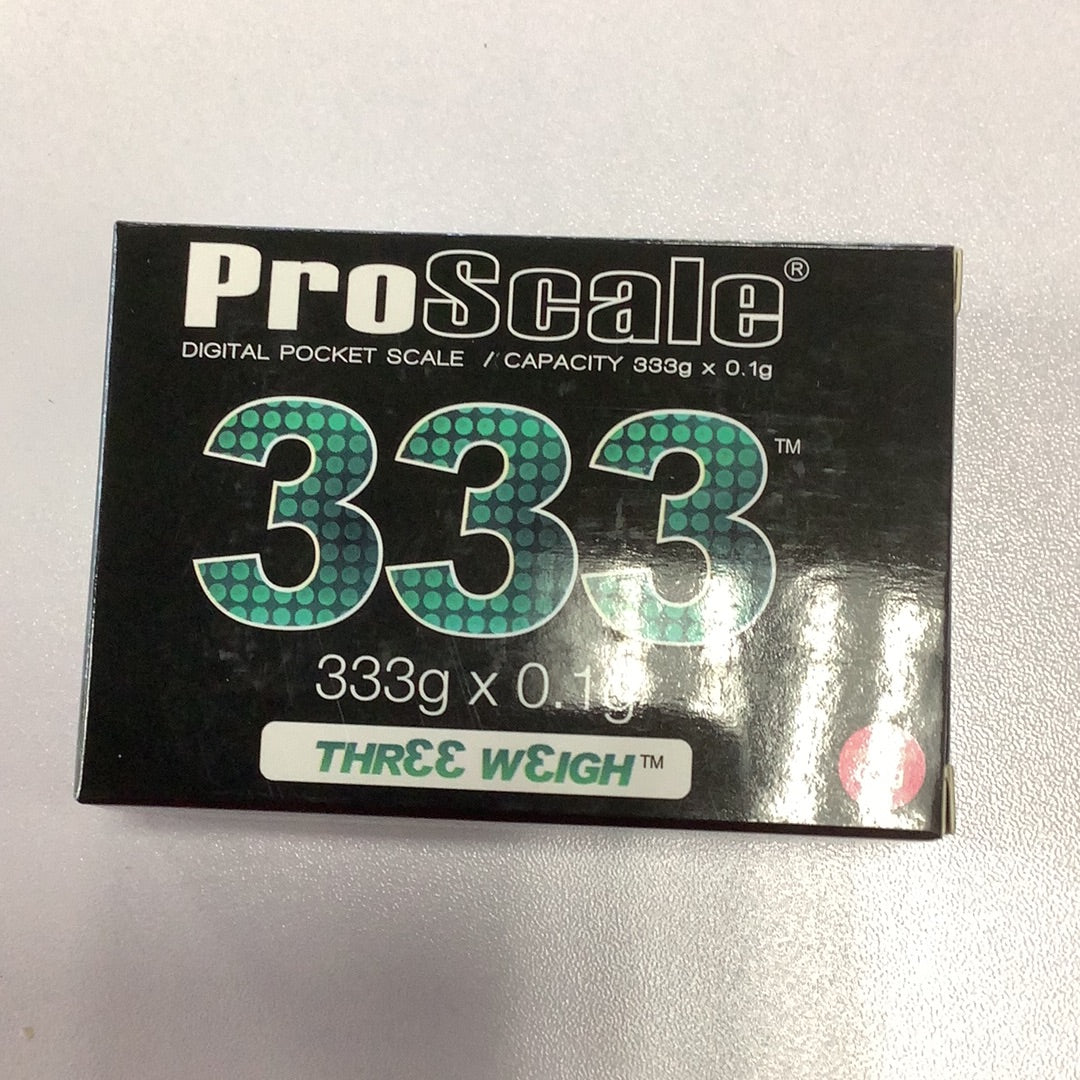 ProScale®
DIGITAL POCKET SCALE / CAPACITY 333g x 0.1g
333™
333g x 0.1g
THRƐƐ WƐIGH™